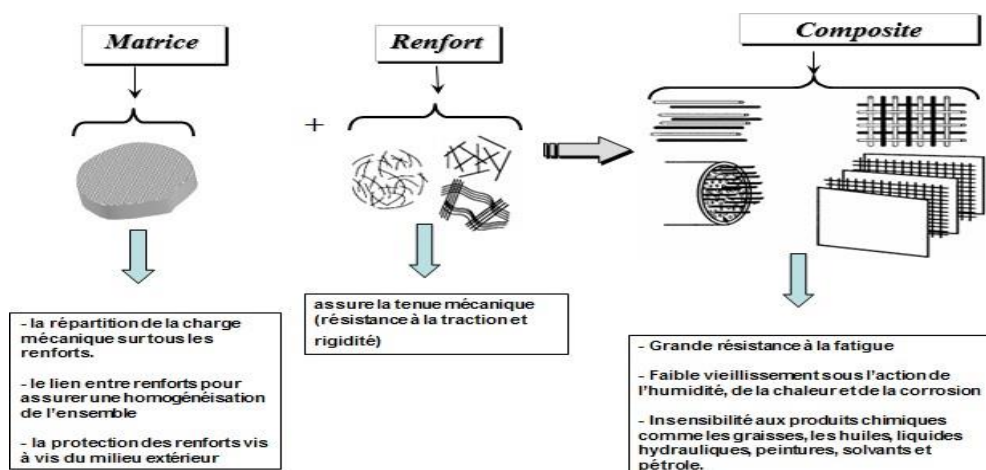 Matrice
Renfort
Composite
+
- la répartition de la charge
mécanique sur tous les
renforts.
- le lien entre renforts pour
assurer une homogénéisation
de l'ensemble
- la protection des renforts vis
à vis du milieu extérieur
assure la tenue mécanique
(résistance à la traction et
rigidité)
- Grande résistance à la fatigue
- Faible vieillissement sous l'action de
l'humidité, de la chaleur et de la corrosion
- Insensibilité aux produits chimiques
comme les graisses, les huiles, liquides
hydrauliques, peintures, solvants et
pétrole.